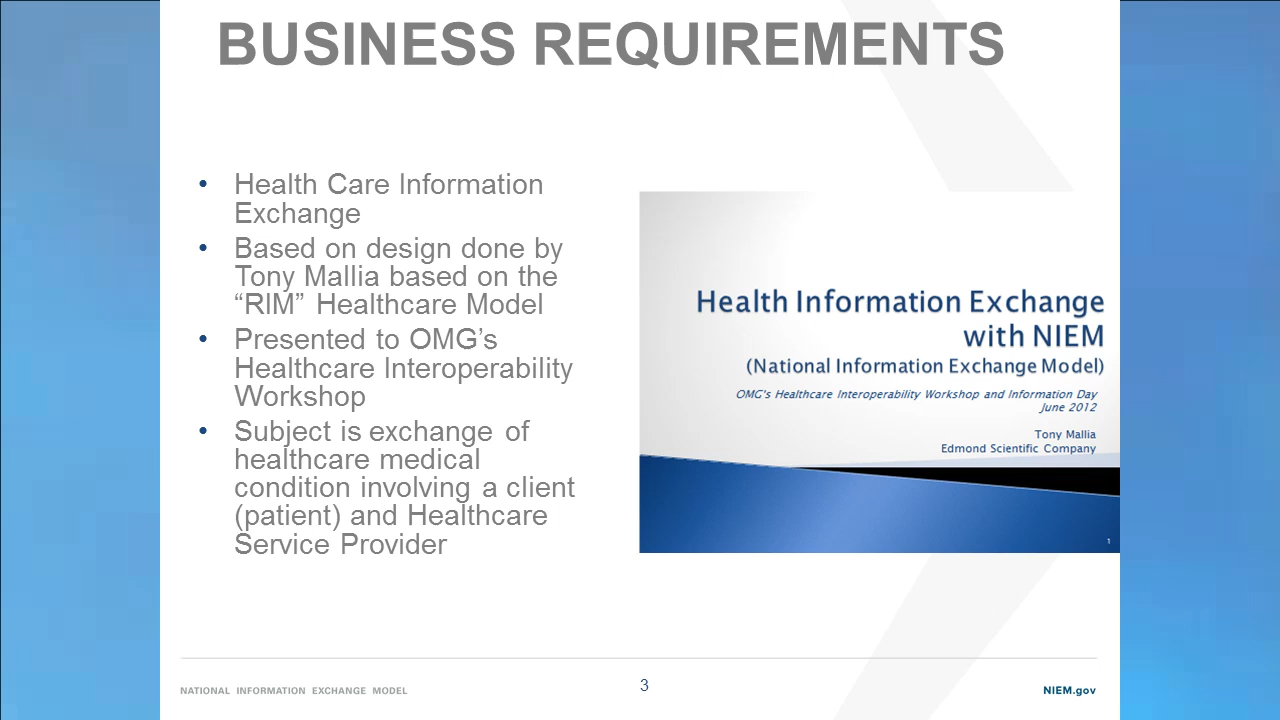 BUSINESS REQUIREMENTS
• Health Care Information
Exchange
• Based on design done by
Tony Mallia based on the
“RIM” Healthcare Model
• Presented to OMG’s
Healthcare Interoperability
Workshop
• Subject is exchange of
healthcare medical
condition involving a client
(patient) and Healthcare
Service Provider
Health Information Exchange
with NIEM
(National Information Exchange Model)
OMG's Healthcare Interoperability Workshop and Information Day
June 2012
Tony Mallia
Edmond Scientific Company
1
NATIONAL INFORMATION EXCHANGE MODEL
3
NIEM.gov